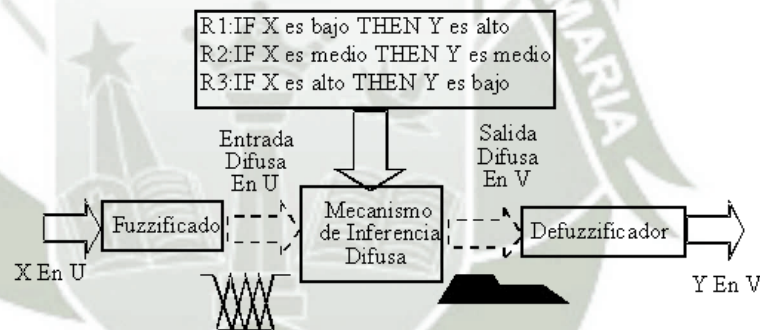 MARIA
R1:IF X es bajo THEN Y es alto
R2:IF X es medio THEN Y es medio
R3:IF X es alto THEN Y es bajo
Entrada
Difusa
En U
Salida
Difusa
En V
Fuzzificado
Mecanismo
de Inferencia
Difusa
Defuzzificador
X En U
Y En V